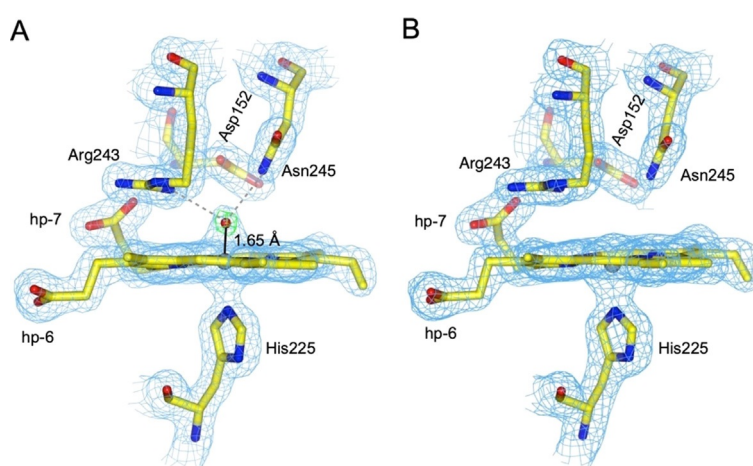 A
Asp152
Arg243
Asn245
hp-7
1.65 Å
hp-6
His225
B
Asp152
Arg243
Asn245
hp-7
hp-6
His225